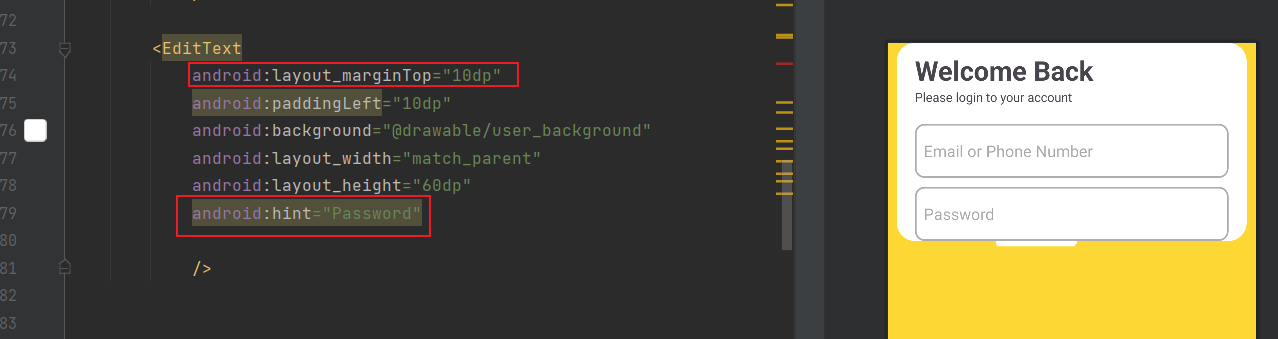 72
73 <EditText
74 android:layout_marginTop="10dp"
75 android:paddingLeft="10dp"
76 android:background="@drawable/user_background"
77 android:layout_width="match_parent"
78 android:layout_height="60dp"
79 android:hint="Password"
80
81 />
82
83
Welcome Back
Please login to your account
Email or Phone Number
Password